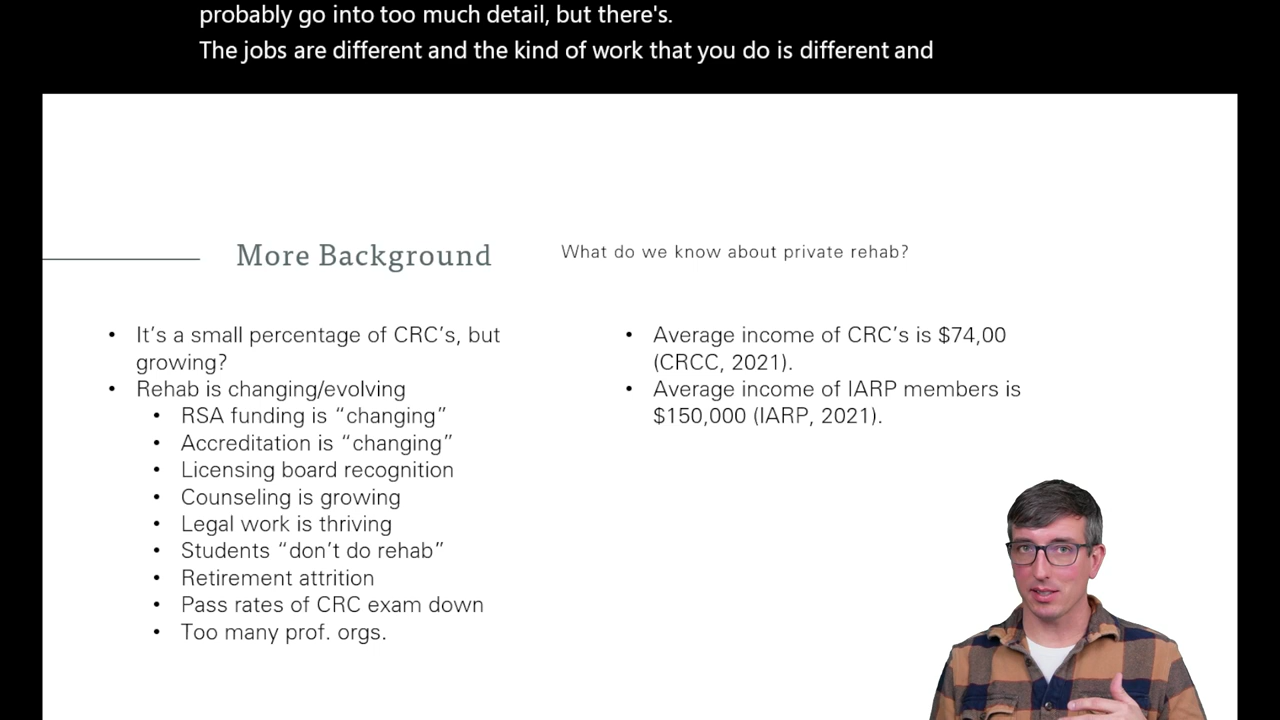 probably go into too much detail, but there's.
The jobs are different and the kind of work that you do is different and
More Background
What do we know about private rehab?
• It's a small percentage of CRC's, but
growing?
• Rehab is changing/evolving
• RSA funding is “changing”
• Accreditation is “changing”
• Licensing board recognition
• Counseling is growing
• Legal work is thriving
• Students “don't do rehab”
• Retirement attrition
• Pass rates of CRC exam down
• Too many prof. orgs.
• Average income of CRC's is $74,00
(CRCC, 2021).
• Average income of IARP members is
$150,000 (IARP, 2021).